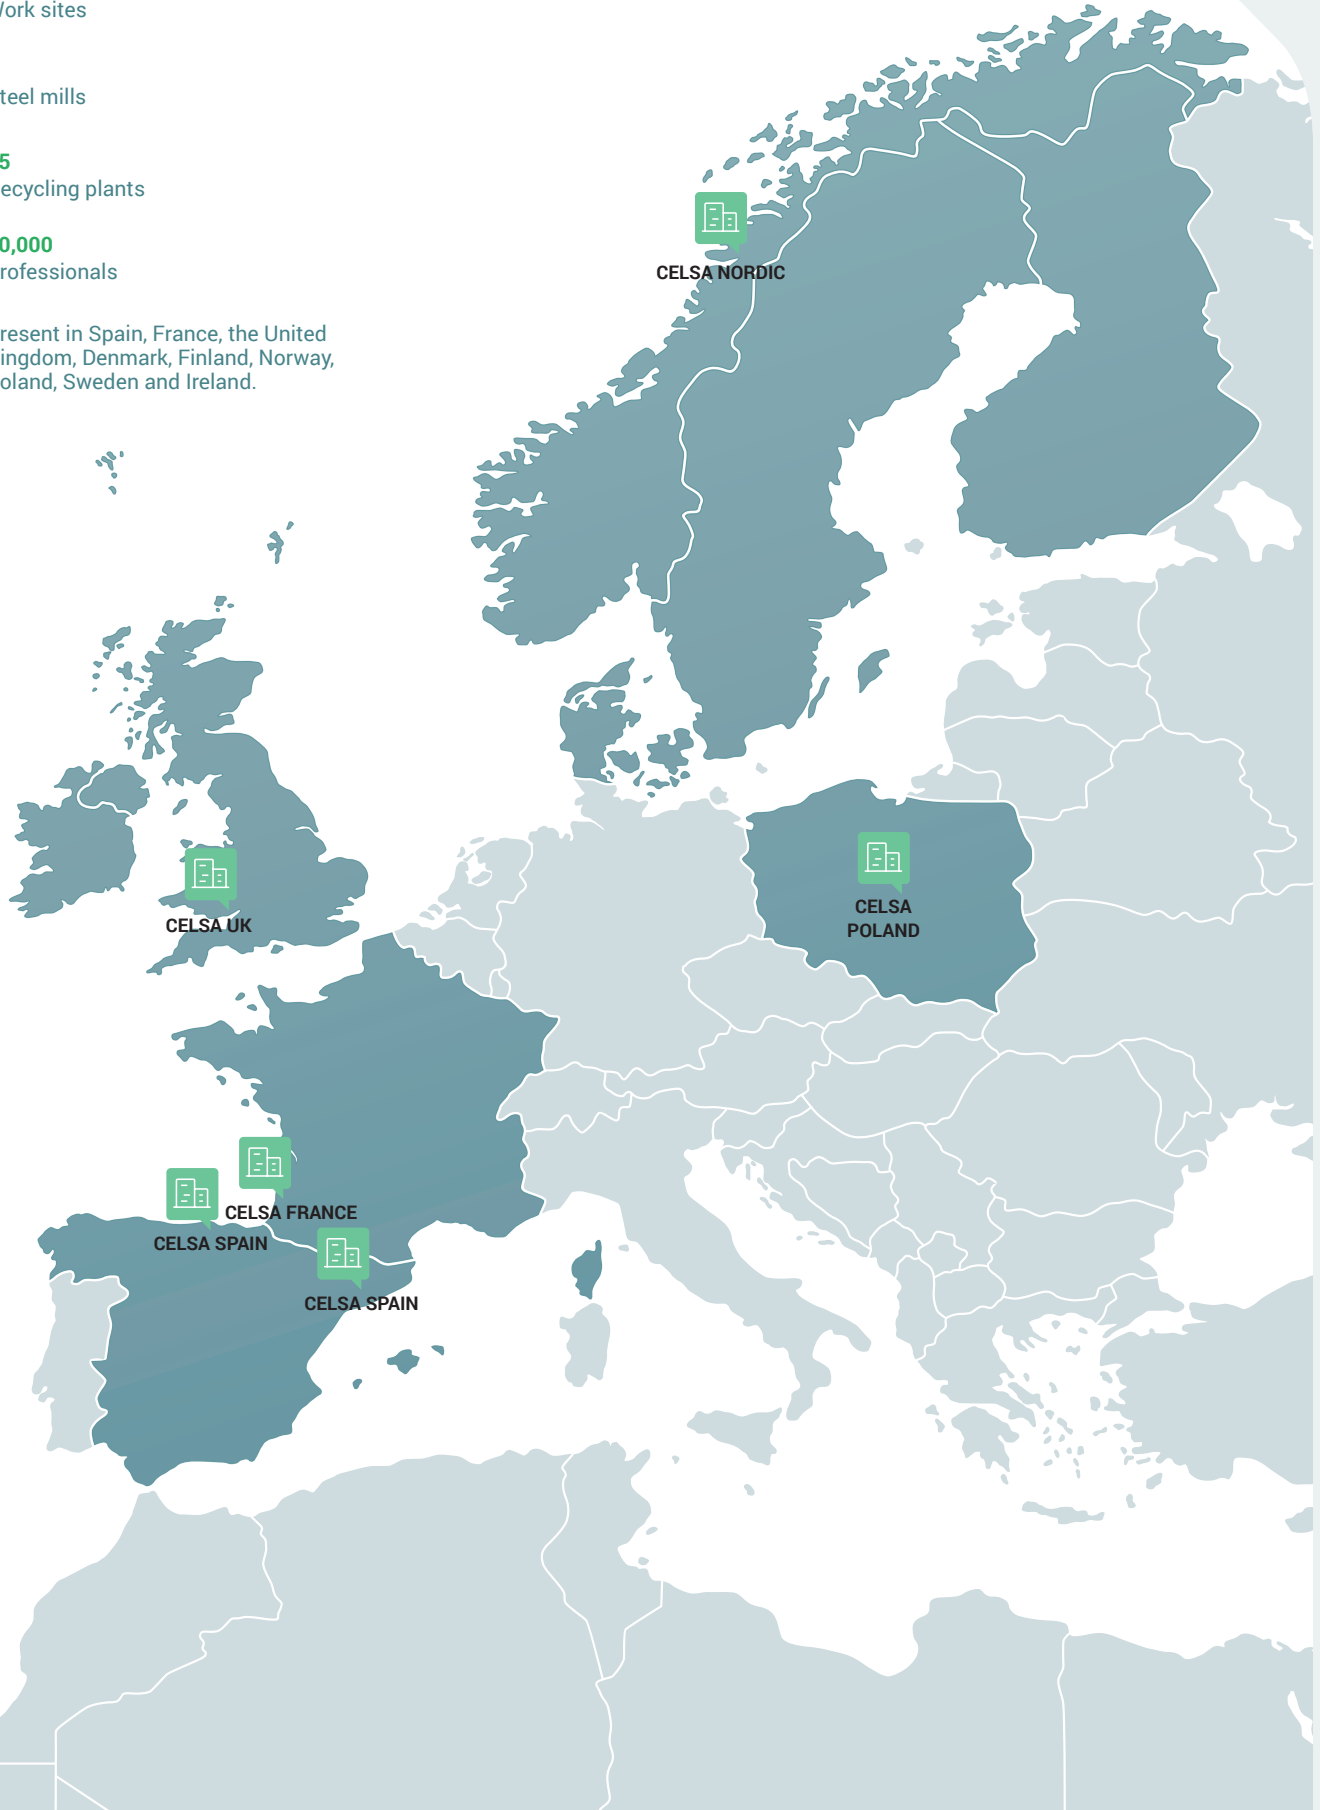 ork sites
teel mills
5
ecycling plants
0,000
rofessionals
resent in Spain, France, the United
ingdom, Denmark, Finland, Norway,
oland, Sweden and Ireland.
CELSA NORDIC
CELSA UK
CELSA
POLAND
CELSA FRANCE
CELSA SPAIN
CELSA SPAIN